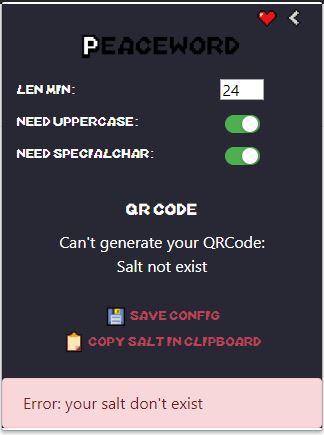 PEACEWORD
LEN MIN: 24
NEED UPPERCASE:
NEED SPECIALCHAR:
QR CODE
Can't generate your QRCode:
Salt not exist
SAVE CONFIG
COPY SALT IN CLIPBOARD
Error: your salt don't exist